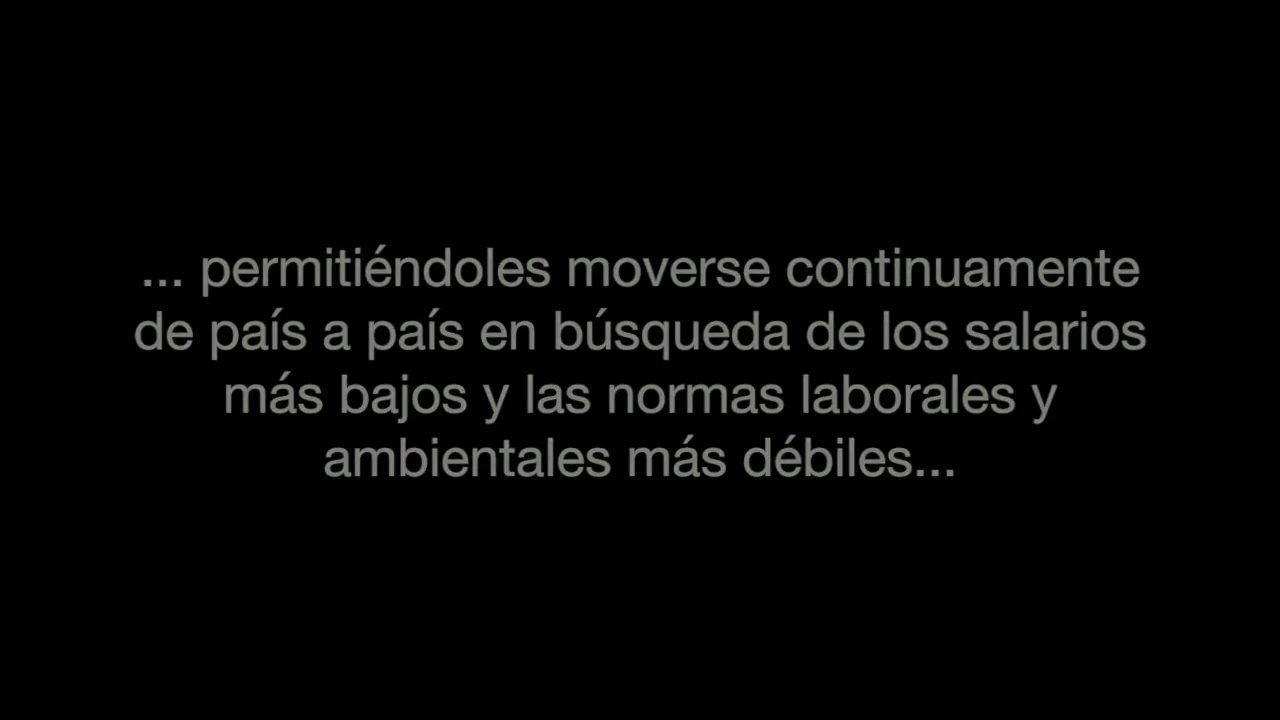 ... permitiéndoles moverse continuamente
de país a país en búsqueda de los salarios
más bajos y las normas laborales y
ambientales más débiles...